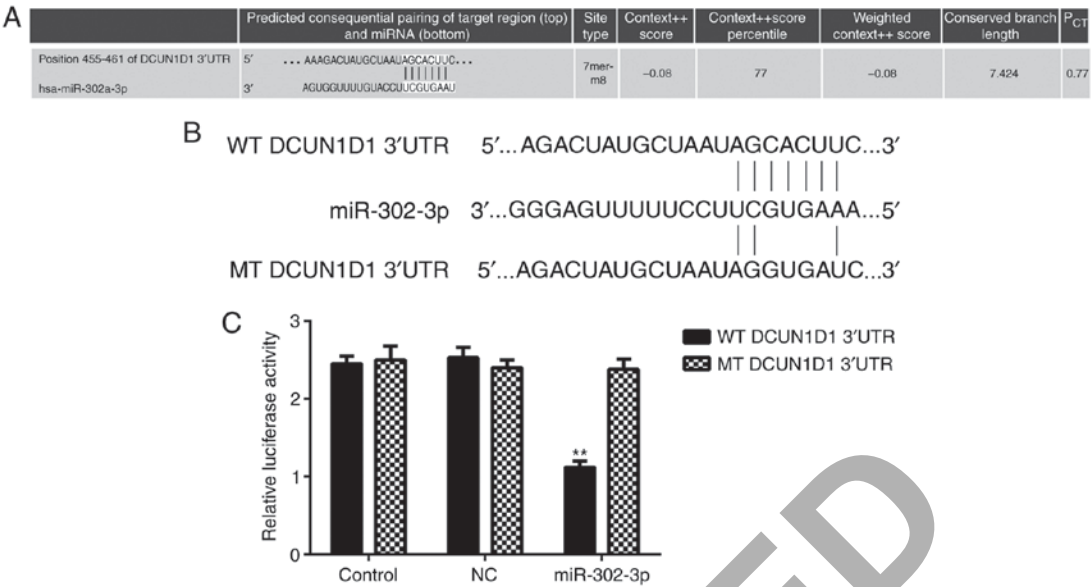 A
Predicted consequential pairing of target region (top)
and miRNA (bottom)
Site
type
Context++
score
Context++score
percentile
Weighted
context++ score
Conserved branch
length
PCT
Position 455-461 of DCUN1D1 3′UTR 5′ ...AAAGACUAUGCUAAUAGCACUUC...
hsa-miR-302a-3p 3′ AGUGGUUUUGUACCUUCGUGAAU
7mer-
m8
−0.08
77
−0.08
7.424
0.77
B
WT DCUN1D1 3′UTR 5′...AGACUAUGCUAAUAGCACUUC...3′
miR-302-3p 3′...GGGAGUUUUUCCUUCGUGAAA...5′
MT DCUN1D1 3′UTR 5′...AGACUAUGCUAAUAGGUGAUC...3′
C
Relative luciferase activity
3
2
1
0
**
Control
NC
miR-302-3p
WT DCUN1D1 3′UTR
MT DCUN1D1 3′UTR